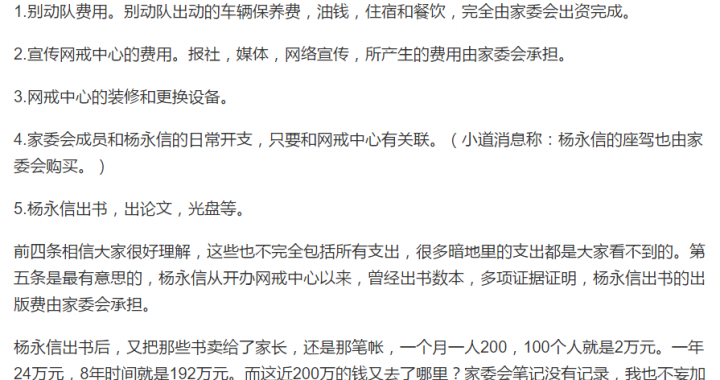 1.别动队费用。别动队出动的车辆保养费，油钱，住宿和餐饮，完全由家委会出资完成。
2.宣传网戒中心的费用。报社，媒体，网络宣传，所产生的费用由家委会承担。
3.网戒中心的装修和更换设备。
4.家委会成员和杨永信的日常开支，只要和网戒中心有关联。（小道消息称：杨永信的座驾也由家
委会购买。）
5.杨永信出书，出论文，光盘等。
前四条相信大家很好理解，这些也不完全包括所有支出，很多暗地里的支出都是大家看不到的。第
五条是最有意思的，杨永信从开办网戒中心以来，曾经出书数本，多项证据证明，杨永信出书的出
版费由家委会承担。
杨永信出书后，又把那些书卖给了家长，还是那笔帐，一个月一人200，100个人就是2万元。一年
24万元，8年时间就是192万元。而这近200万的钱又去了哪里？家委会笔记没有记录，我也不妄加